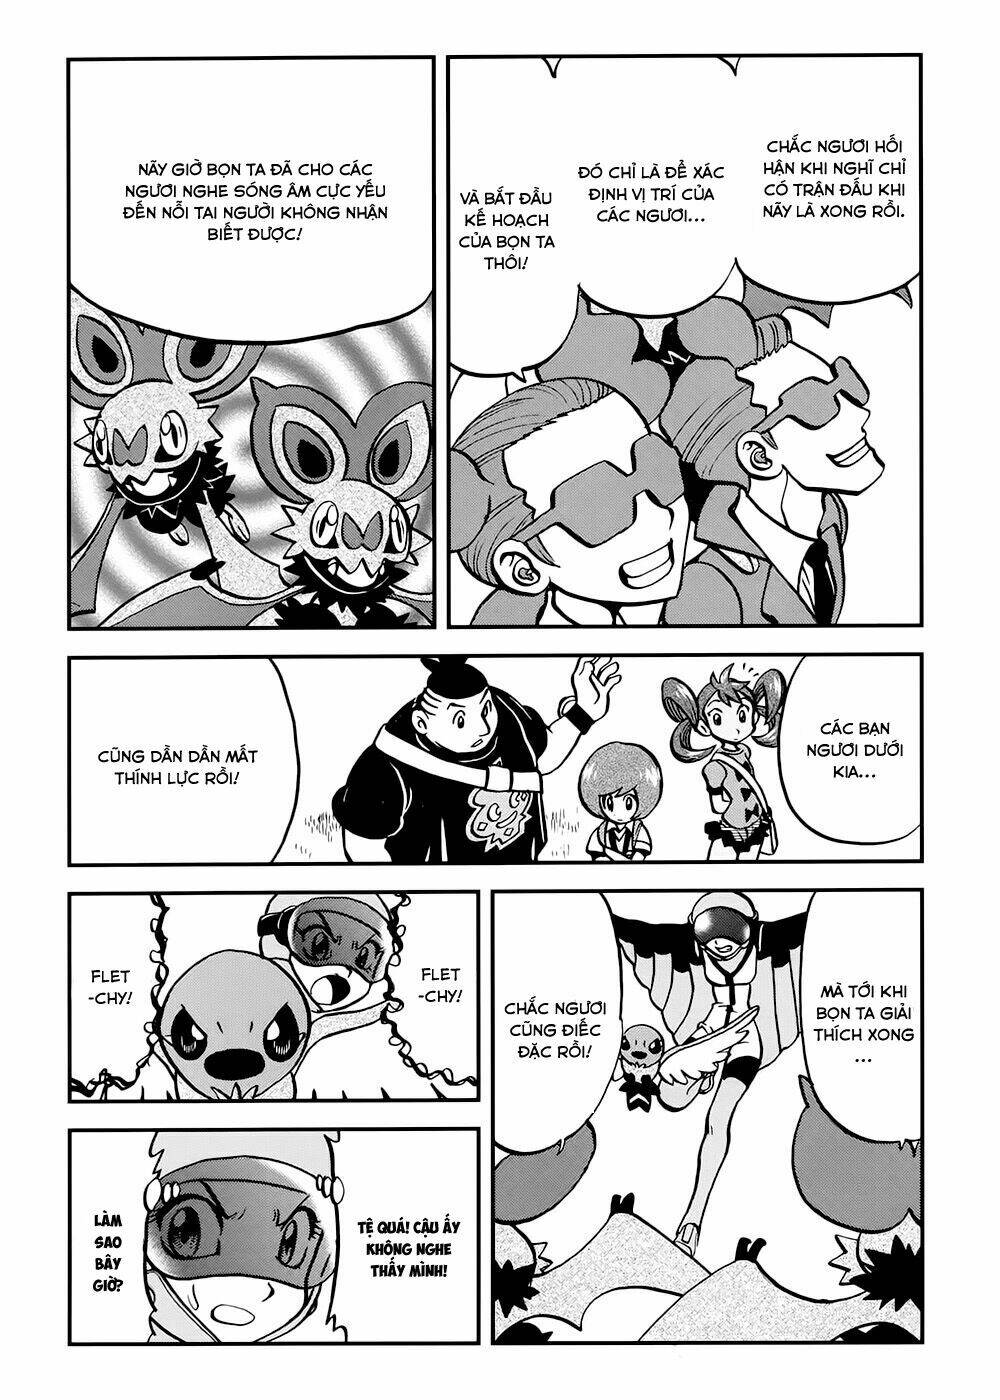 CHẮC NGƯƠI HỐI
HẬN KHI NGHĨ CHỈ
CÓ TRẬN ĐẤU KHI
NÃY LÀ XONG RỒI.
ĐÓ CHỈ LÀ ĐỂ XÁC
ĐỊNH VỊ TRÍ CỦA
CÁC NGƯƠI...
VÀ BẮT ĐẦU
KẾ HOẠCH
CỦA BỌN TA
THÔI!
NÃY GIỜ BỌN TA ĐÃ CHO CÁC
NGƯƠI NGHE SÓNG ÂM CỰC YẾU
ĐẾN NỖI TAI NGƯỜI KHÔNG NHẬN
BIẾT ĐƯỢC!
CÁC BẠN
NGƯƠI DƯỚI
KIA...
CŨNG DẦN DẦN MẤT
THÍNH LỰC RỒI!
MÀ TỚI KHI
BỌN TA GIẢI
THÍCH XONG
...
CHẮC NGƯƠI
CŨNG ĐIẾC
ĐẶC RỒI!
FLET
-CHY!
FLET
-CHY!
TỆ QUÁ! CẬU ẤY
KHÔNG NGHE
THẤY MÌNH!
LÀM
SAO
BÂY
GIỜ?